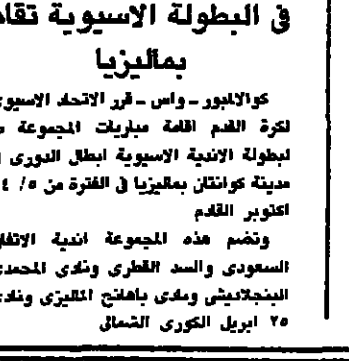 في البطولة الاسيوية تقام
بماليزيا
كوالالمبور - واس - قرر الاتحاد الاسيوي
لكرة القدم اقامة مباريات المجموعة
لبطولة الاندية الاسيوية ابطال الدوري
مدينة كوانتان بماليزيا في الفترة من ٥/
اكتوبر القادم
وتضم هذه المجموعة اندية الاتفاق
السعودي والسد القطري ونادي المحمدي
البنجلاديشي ونادي باهانج الماليزي ونادي
٢٥ ابريل الكوري الشمالي